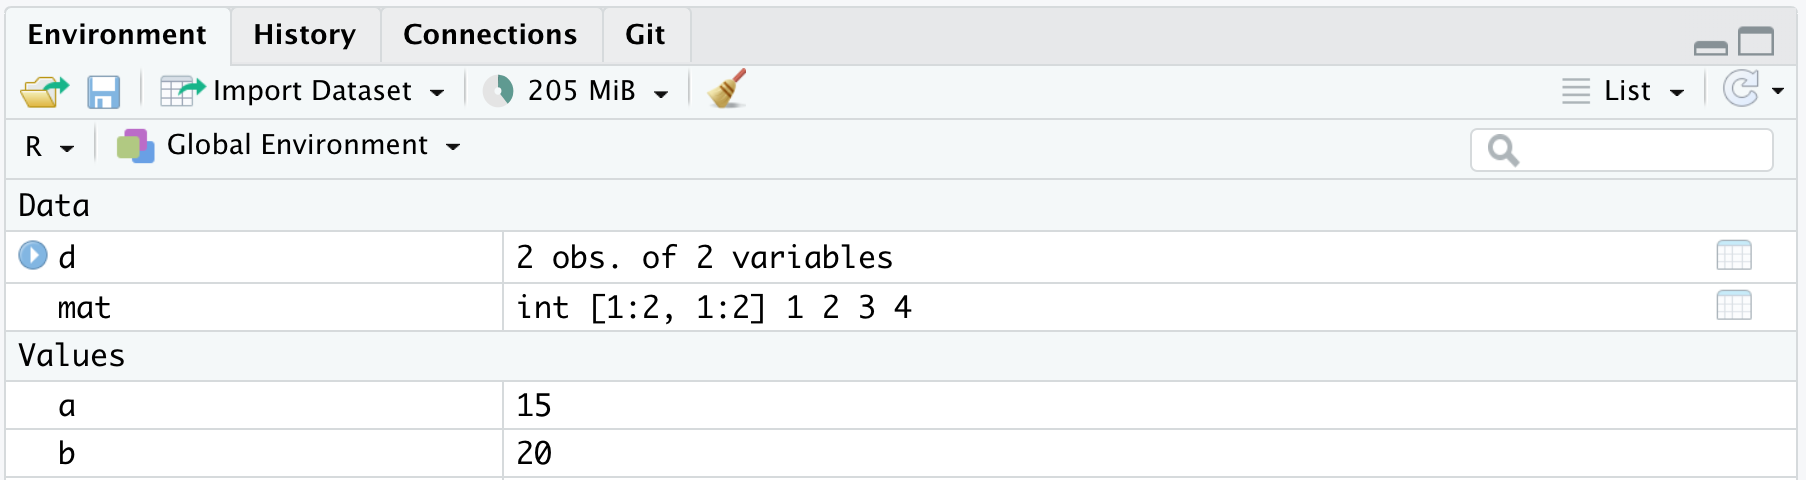 Environment History Connections Git
Import Dataset 205 MiB List
R Global Environment
Data
d 2 obs. of 2 variables
mat int [1:2, 1:2] 1 2 3 4
Values
a 15
b 20